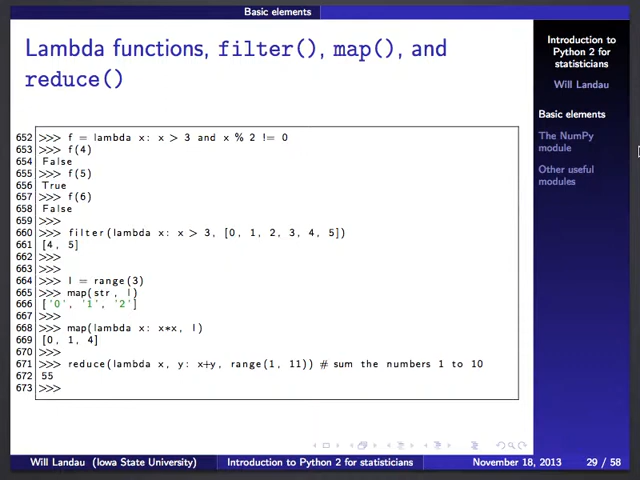 Basic elements
Lambda functions, filter(), map(), and
reduce()
652 >>> f = lambda x: x > 3 and x % 2 != 0
653 >>> f(4)
654 False
655 >>> f(5)
656 True
657 >>> f(6)
658 False
659 >>>
660 >>> filter(lambda x: x > 3, [0, 1, 2, 3, 4, 5])
661 [4, 5]
662 >>>
663 >>>
664 >>> l = range(3)
665 >>> map(str, l)
666 ['0', '1', '2']
667 >>>
668 >>> map(lambda x: x*x, l)
669 [0, 1, 4]
670 >>>
671 >>> reduce(lambda x, y: x+y, range(1, 11)) # sum the numbers 1 to 10
672 55
673 >>>
Introduction to
Python 2 for
statisticians
Will Landau
Basic elements
The NumPy
module
Other useful
modules
Will Landau (Iowa State University) Introduction to Python 2 for statisticians November 18, 2013 29 / 58